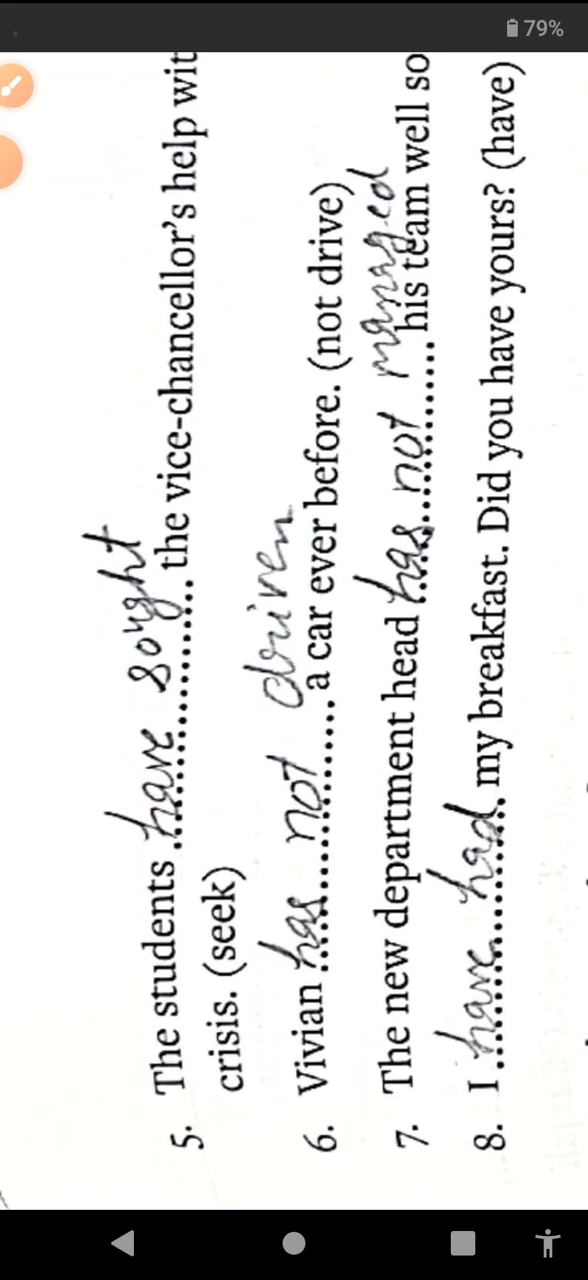 79%
5. The students have sought the vice-chancellor's help wit
crisis. (seek)
6. Vivian has not driven a car ever before. (not drive)
7. The new department head has not managed his team well so
8. I have had my breakfast. Did you have yours? (have)